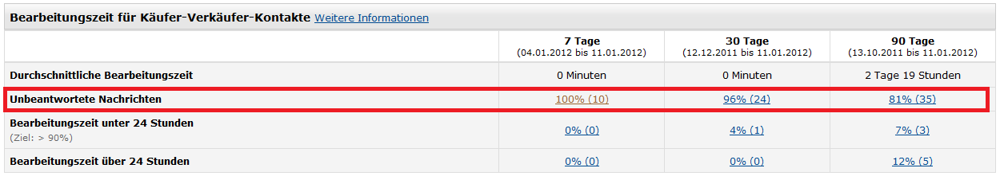 Bearbeitungszeit für Käufer-Verkäufer-Kontakte Weitere Informationen
7 Tage 30 Tage 90 Tage
(04.01.2012 bis 11.01.2012) (12.12.2011 bis 11.01.2012) (13.10.2011 bis 11.01.2012)
Durchschnittliche Bearbeitungszeit 0 Minuten 0 Minuten 2 Tage 19 Stunden
Unbeantwortete Nachrichten 100% (10) 96% (24) 81% (35)
Bearbeitungszeit unter 24 Stunden 0% (0) 4% (1) 7% (3)
(Ziel: > 90%)
Bearbeitungszeit über 24 Stunden 0% (0) 0% (0) 12% (5)